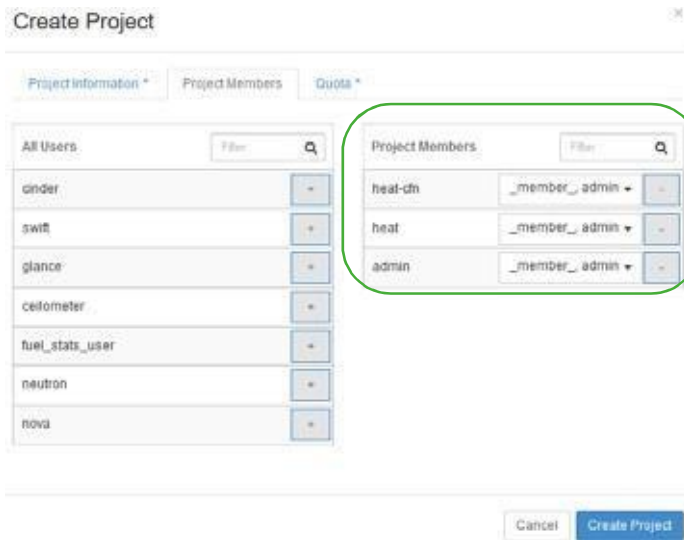 Create Project
×
Project Information * Project Members Quota *
All Users Filter
Project Members Filter
cinder +
swift +
glance +
ceilometer +
fuel_stats_user +
neutron +
nova +
heat-cfn _member_, admin -
heat _member_, admin -
admin _member_, admin -
Cancel Create Project